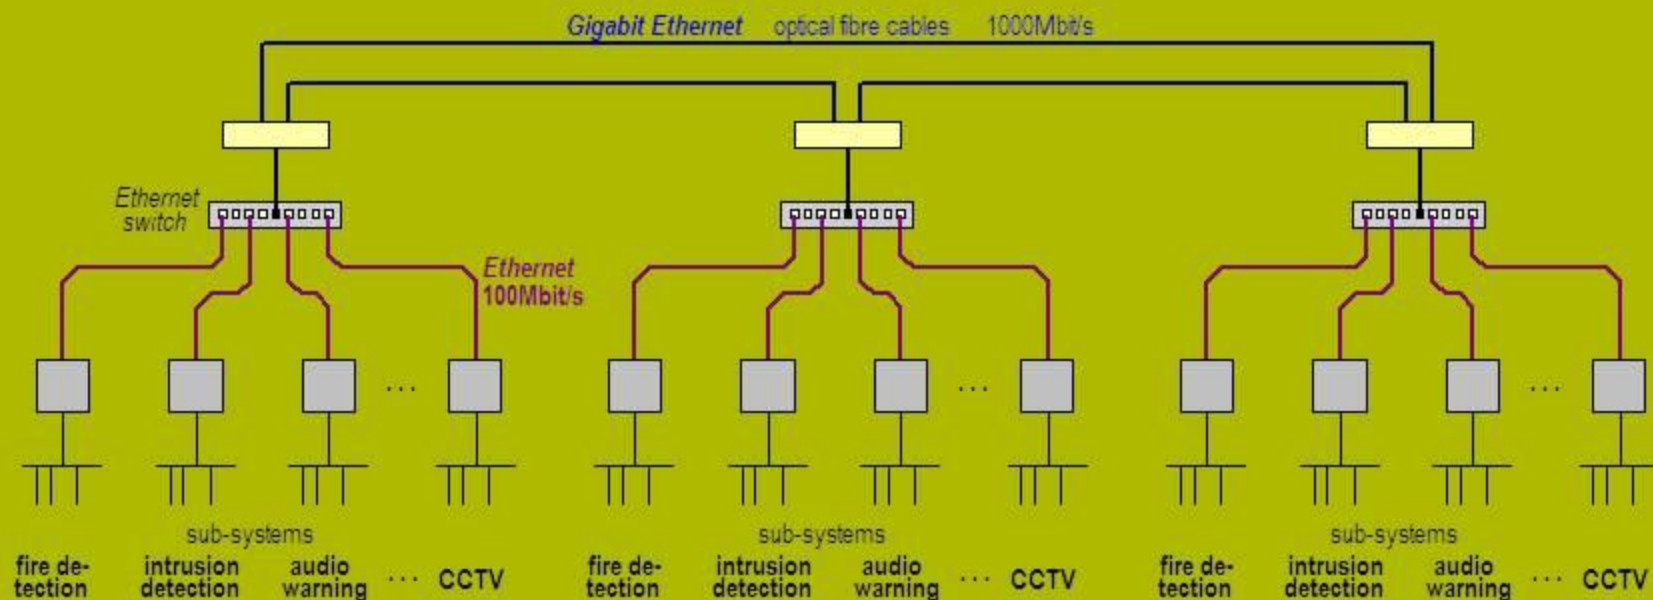 Gigabit Ethernet optical fibre cables 1000Mbit/s
Ethernet
switch
Ethernet
100Mbit/s
... ... ...
sub-systems sub-systems sub-systems
fire de- intrusion audio fire de- intrusion audio fire de- intrusion audio
tection detection warning ... CCTV tection detection warning ... CCTV tection detection warning ... CCTV